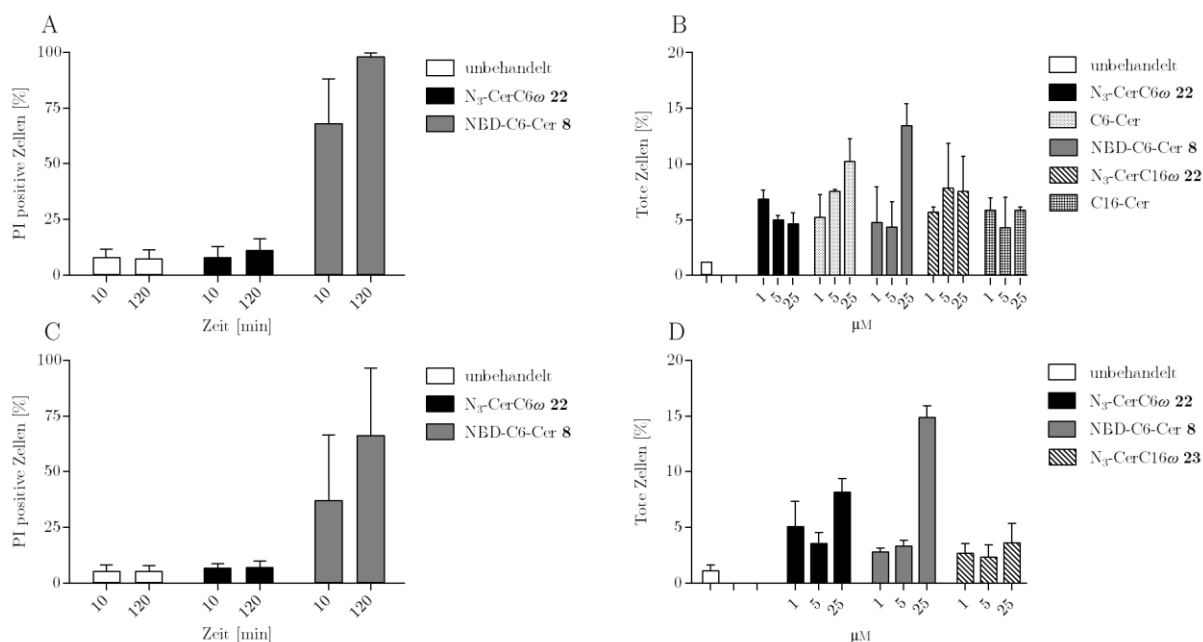 A
PI positive Zellen [%]
100
75
50
25
0
10
120
10
120
10
120
Zeit [min]
unbehandelt
N₃-CerC6ω 22
NBD-C6-Cer 8
B
Tote Zellen [%]
20
15
10
5
0
1
5
25
1
5
25
1
5
25
1
5
25
1
5
25
μM
unbehandelt
N₃-CerC6ω 22
C6-Cer
NBD-C6-Cer 8
N₃-CerC16ω 22
C16-Cer
C
PI positive Zellen [%]
100
75
50
25
0
10
120
10
120
10
120
Zeit [min]
unbehandelt
N₃-CerC6ω 22
NBD-C6-Cer 8
D
Tote Zellen [%]
20
15
10
5
0
1
5
25
1
5
25
1
5
25
μM
unbehandelt
N₃-CerC6ω 22
NBD-C6-Cer 8
N₃-CerC16ω 23